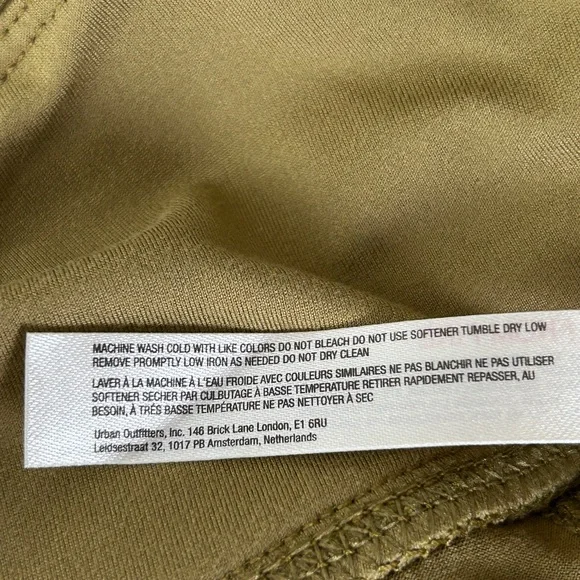 MACHINE WASH COLD WITH LIKE COLORS DO NOT BLEACH DO NOT USE SOFTENER TUMBLE DRY LOW
REMOVE PROMPTLY LOW IRON AS NEEDED DO NOT DRY CLEAN
LAVER À LA MACHINE À L'EAU FROIDE AVEC COULEURS SIMILAIRES NE PAS BLANCHIR NE PAS UTILISER
SOFTENER SECHER PAR CULBUTAGE À BASSE TEMPERATURE RETIRER RAPIDEMENT REPASSER, AU
BESOIN, À TRÉS BASSE TEMPÉRATURE NE PAS NETTOYER À SEC
Urban Outfitters, Inc. 146 Brick Lane London, E1 6RU
Leidsestraat 32, 1017 PB Amsterdam, Netherlands